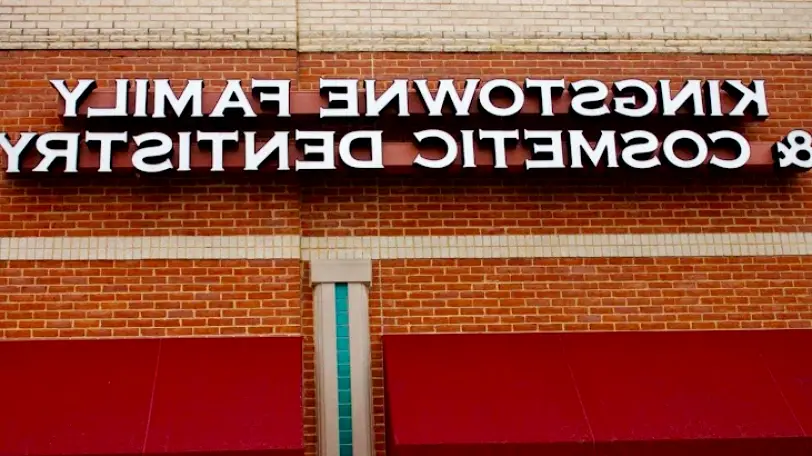 KINGSTOWNE FAMILY
& COSMETIC DENTISTRY